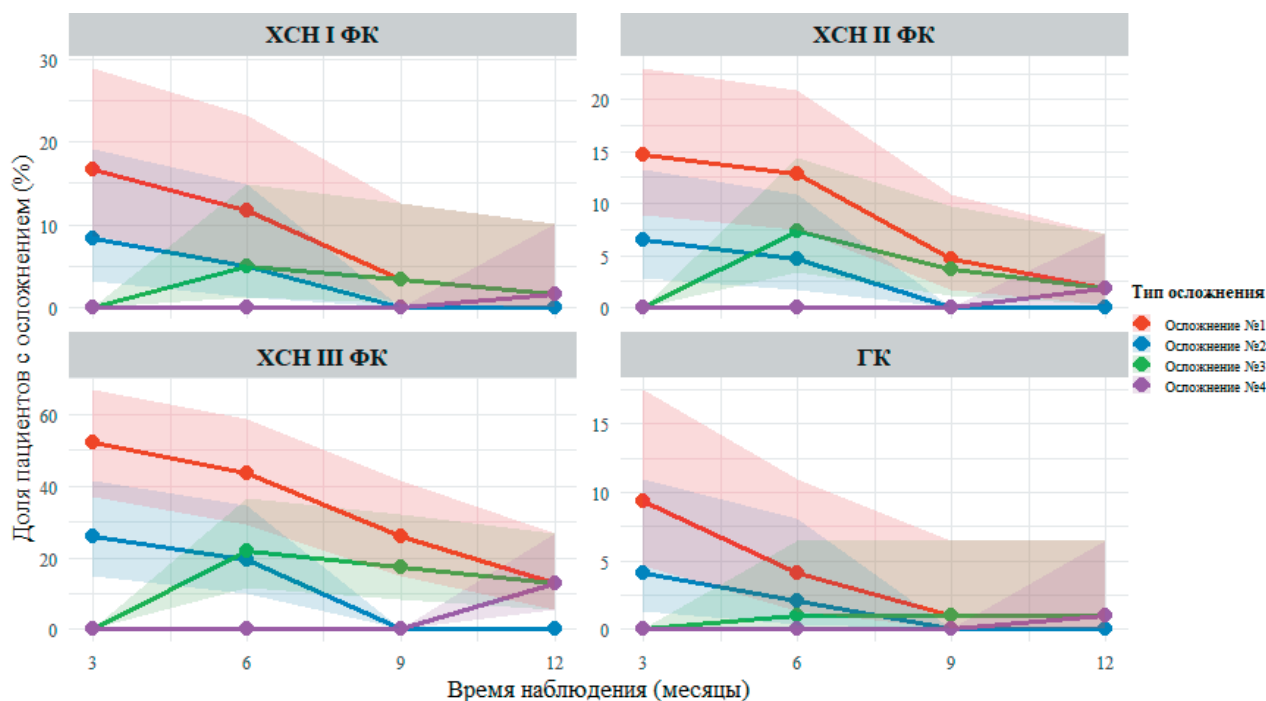 ХСН I ФК
ХСН II ФК
30
20
10
0
20
15
10
5
0
ХСН III ФК
ГК
60
40
20
0
15
10
5
0
3 6 9 12
3 6 9 12
Доля пациентов с осложнением (%)
Время наблюдения (месяцы)
Тип осложнения
Осложнение №1
Осложнение №2
Осложнение №3
Осложнение №4